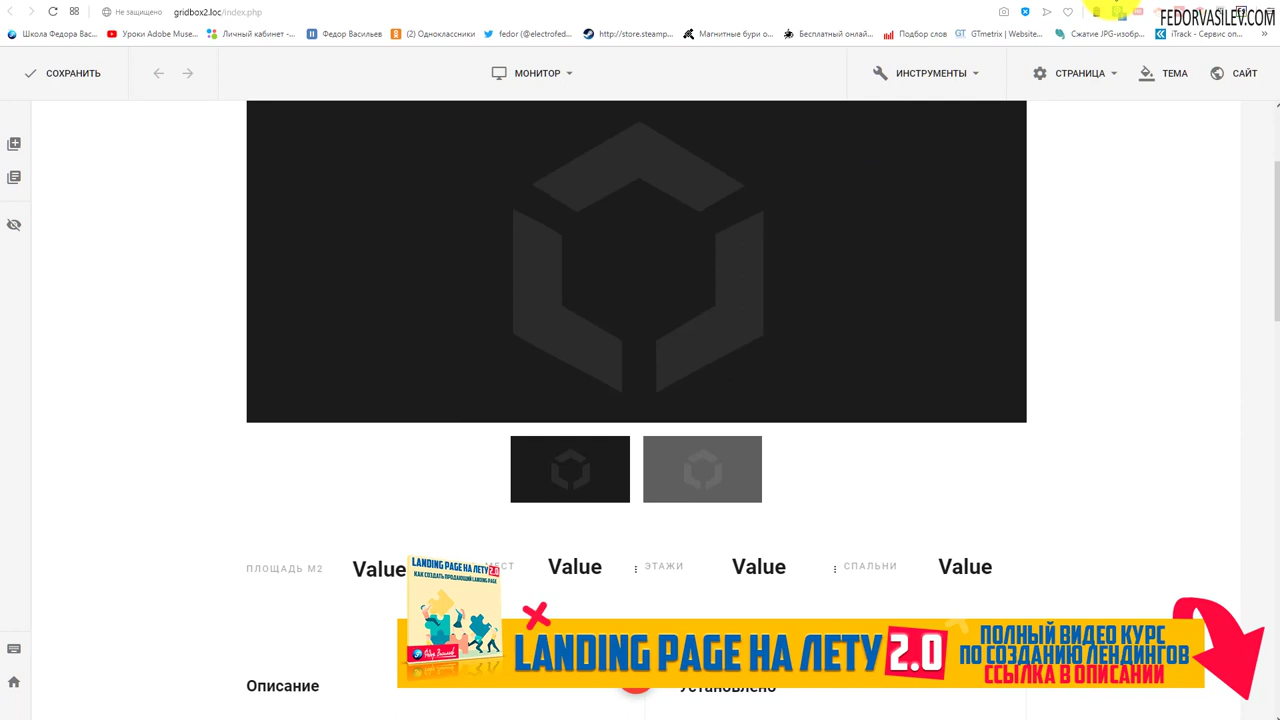 Не защищено gridbox2.loc/index.php
FEDORVASILEV.COM
Школа Федора Вас... Уроки Adobe Muse... Личный кабинет -... Федор Васильев (2) Одноклассники fedor (@electrofed... http://store.steamp... Магнитные бури о... Бесплатный онлай... Подбор слов GTmetrix | Website... Сжатие JPG-изобр... iTrack - Сервис оп... »
СОХРАНИТЬ МОНИТОР ИНСТРУМЕНТЫ СТРАНИЦА ТЕМА САЙТ
ПЛОЩАДЬ М2 Value МЕСТ Value : ЭТАЖИ Value : СПАЛЬНИ Value
LANDING PAGE НА ЛЕТУ 2.0
КАК СОЗДАТЬ ПРОДАЮЩИЙ LANDING PAGE
LANDING PAGE НА ЛЕТУ 2.0
ПОЛНЫЙ ВИДЕО КУРС
ПО СОЗДАНИЮ ЛЕНДИНГОВ
ССЫЛКА В ОПИСАНИИ
Описание Установлено